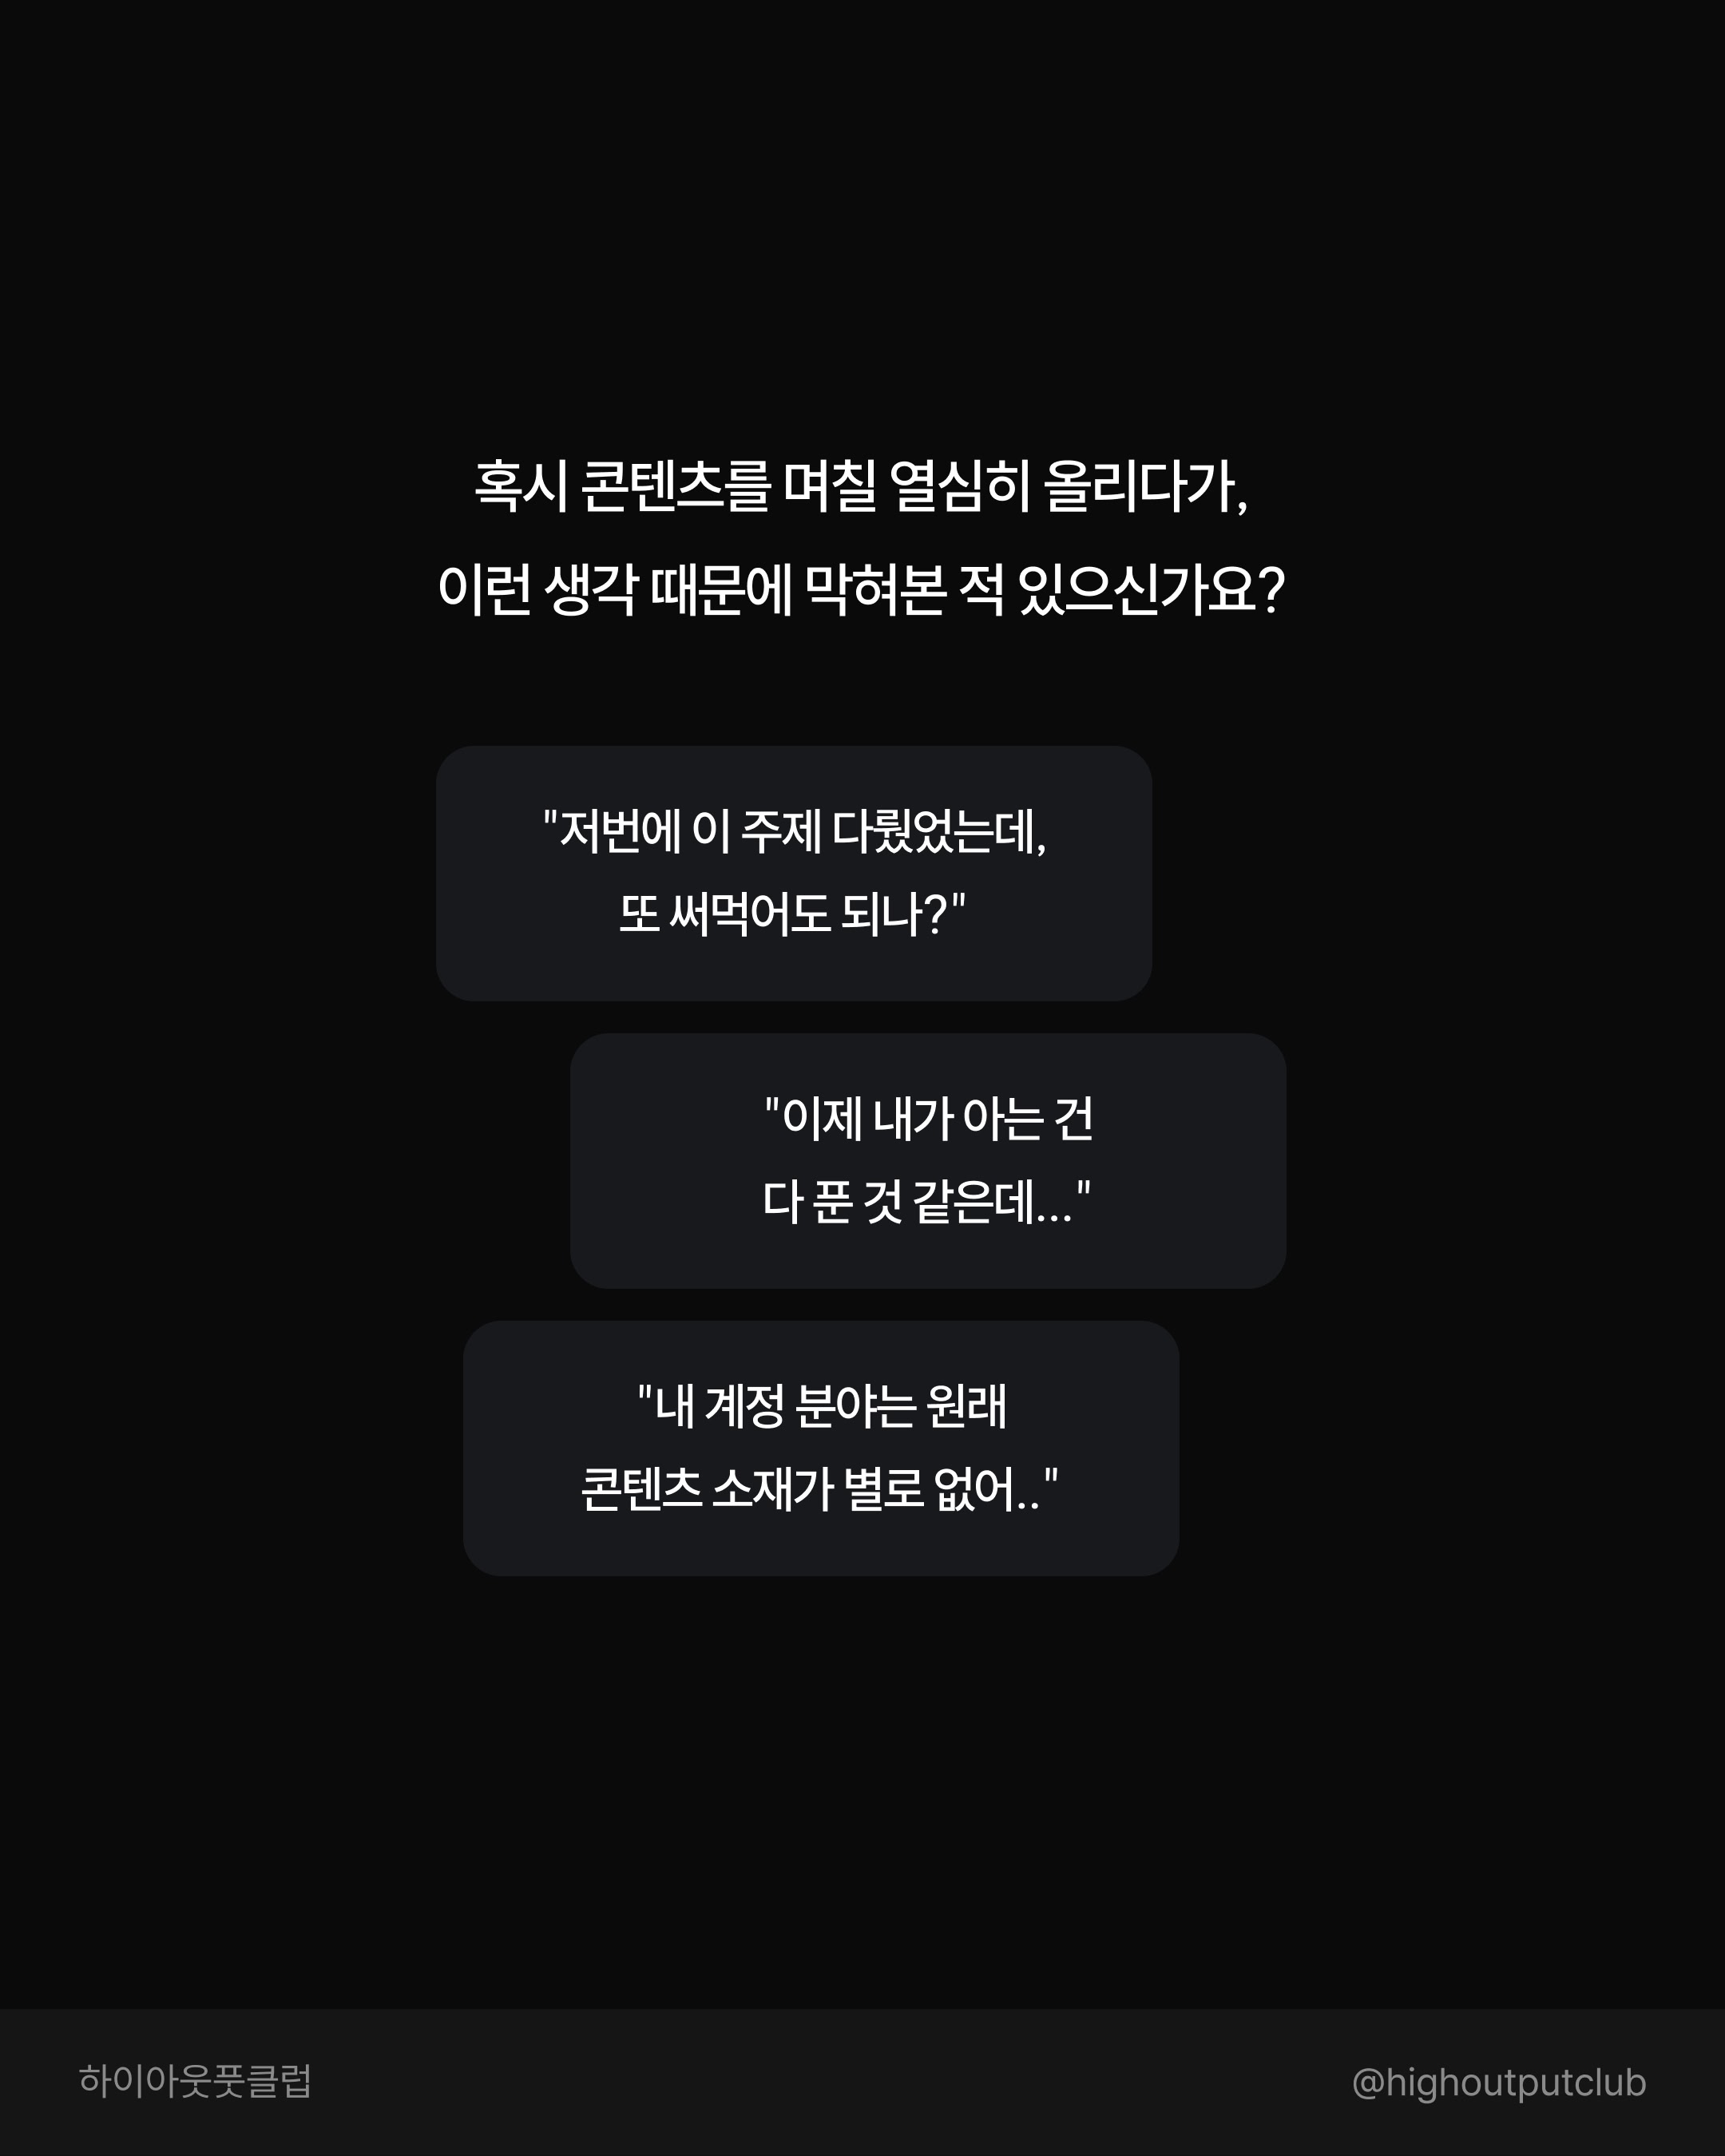 혹시 콘텐츠를 며칠 열심히 올리다가,
이런 생각 때문에 막혀본 적 있으신가요?
"저번에 이 주제 다뤘었는데,
또 써먹어도 되나?"
"이제 내가 아는 건
다 푼 것 같은데..."
"내 계정 분야는 원래
콘텐츠 소재가 별로 없어.."
하이아웃풋클럽
@highoutputclub